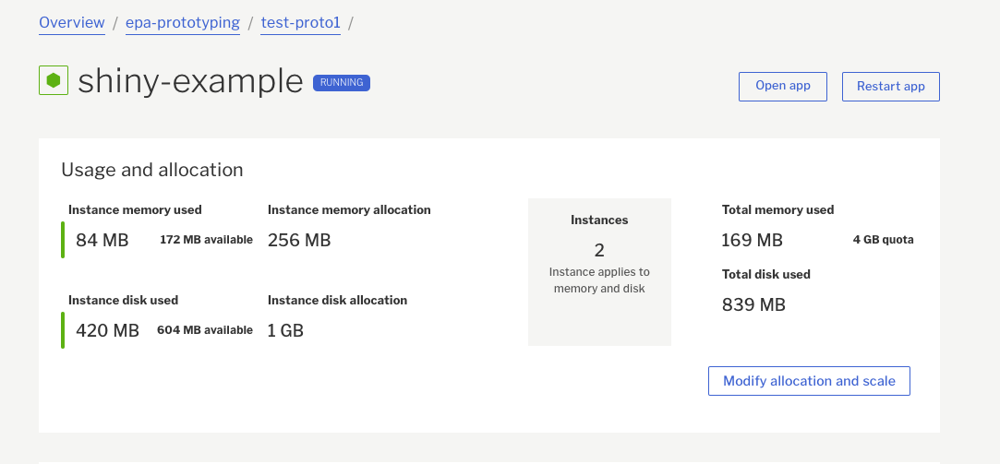 Overview / epa-prototyping / test-proto1 /
shiny-example RUNNING
Open app
Restart app
Usage and allocation
Instance memory used
84 MB 172 MB available
Instance memory allocation
256 MB
Instance disk used
420 MB 604 MB available
Instance disk allocation
1 GB
Instances
2
Instance applies to
memory and disk
Total memory used
169 MB 4 GB quota
Total disk used
839 MB
Modify allocation and scale